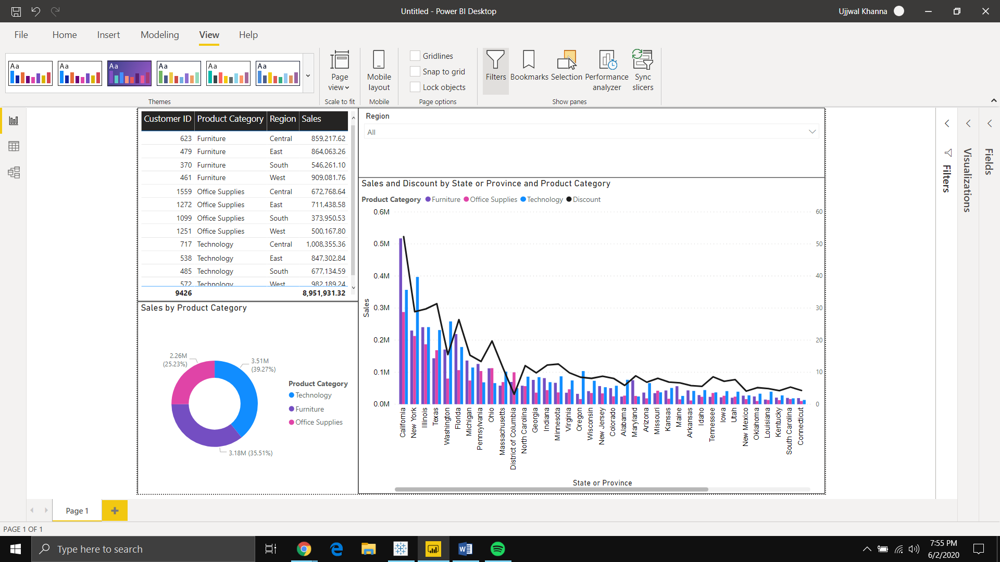 Untitled - Power BI Desktop
Ujjwal Khanna
File Home Insert Modeling View Help
Aa Aa Aa Aa Aa Aa
Themes
Page view
Scale to fit
Mobile layout
Mobile
Gridlines
Snap to grid
Lock objects
Page options
Filters
Bookmarks
Selection
Performance analyzer
Sync slicers
Show panes
Customer ID Product Category Region Sales
623 Furniture Central 859,217.62
479 Furniture East 864,063.26
370 Furniture South 546,261.10
461 Furniture West 909,081.76
1559 Office Supplies Central 672,768.64
1272 Office Supplies East 711,438.58
1099 Office Supplies South 373,950.53
1251 Office Supplies West 500,167.80
717 Technology Central 1,008,355.36
538 Technology East 847,302.84
485 Technology South 677,134.59
572 Technology West 982,189.24
9426 8,951,931.32
Region
All
Sales and Discount by State or Province and Product Category
Product Category Furniture Office Supplies Technology Discount
0.6M
0.5M
0.4M
0.3M
0.2M
0.1M
0.0M
Sales
60
50
40
30
20
10
0
California
New York
Illinois
Texas
Washington
Florida
Michigan
Pennsylvania
Ohio
Massachusetts
District of Columbia
North Carolina
Georgia
Indiana
Minnesota
Virginia
Oregon
Wisconsin
New Jersey
Colorado
Alabama
Maryland
Arizona
Missouri
Kansas
Maine
Arkansas
Idaho
Tennessee
Iowa
Utah
New Mexico
Oklahoma
Louisiana
Kentucky
South Carolina
Connecticut
State or Province
Sales by Product Category
2.26M
(25.23%)
3.51M
(39.27%)
3.18M (35.51%)
Product Category
Technology
Furniture
Office Supplies
Filters
Visualizations
Fields
Page 1
PAGE 1 OF 1
Type here to search
7:55 PM
6/2/2020